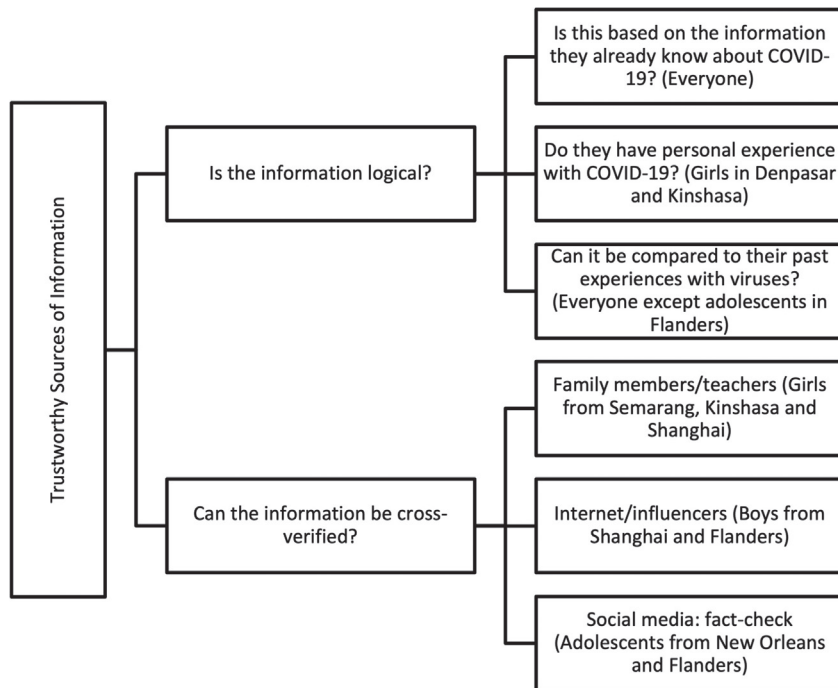 Trustworthy Sources of Information
Is the information logical?
Is this based on the information
they already know about COVID-
19? (Everyone)
Do they have personal experience
with COVID-19? (Girls in Denpasar
and Kinshasa)
Can it be compared to their past
experiences with viruses?
(Everyone except adolescents in
Flanders)
Can the information be cross-
verified?
Family members/teachers (Girls
from Semarang, Kinshasa and
Shanghai)
Internet/influencers (Boys from
Shanghai and Flanders)
Social media: fact-check
(Adolescents from New Orleans
and Flanders)